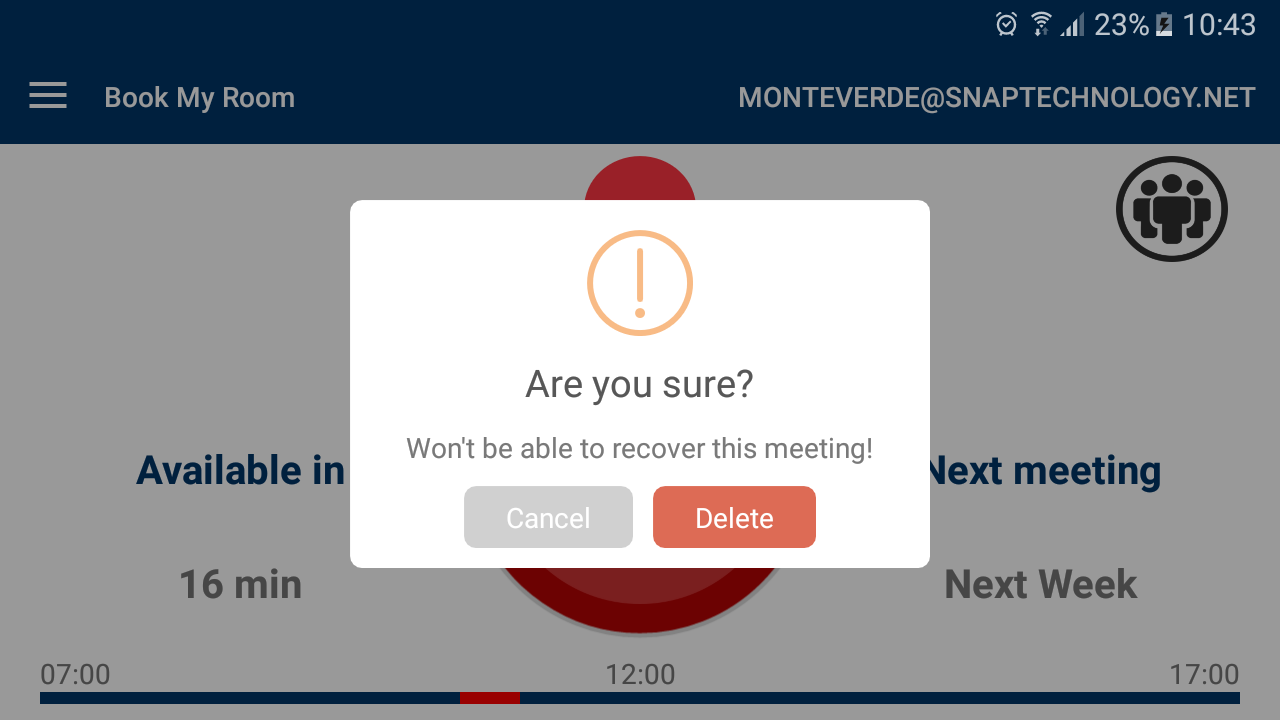 23% 10:43
Book My Room MONTEVERDE@SNAPTECHNOLOGY.NET
Are you sure?
Won't be able to recover this meeting!
Available in
Next meeting
Cancel Delete
16 min
Next Week
07:00 12:00 17:00